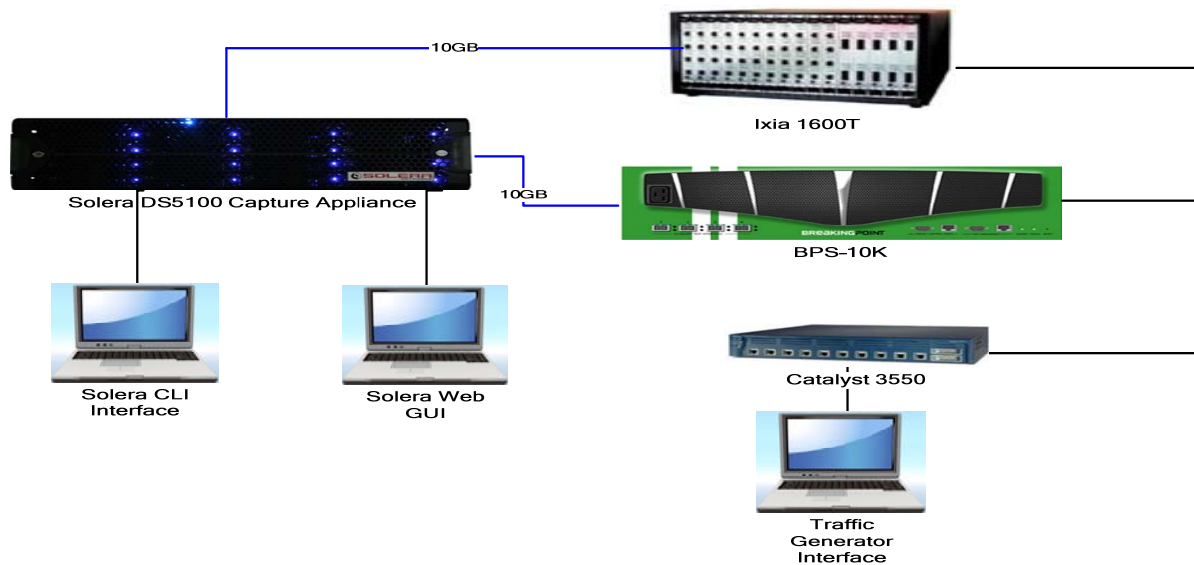 10GB
Ixia 1600T
SOLERA
Solera DS5100 Capture Appliance
10GB
BREAKINGPOINT
BPS-10K
Solera CLI
Interface
Solera Web
GUI
Catalyst 3550
Traffic
Generator
Interface